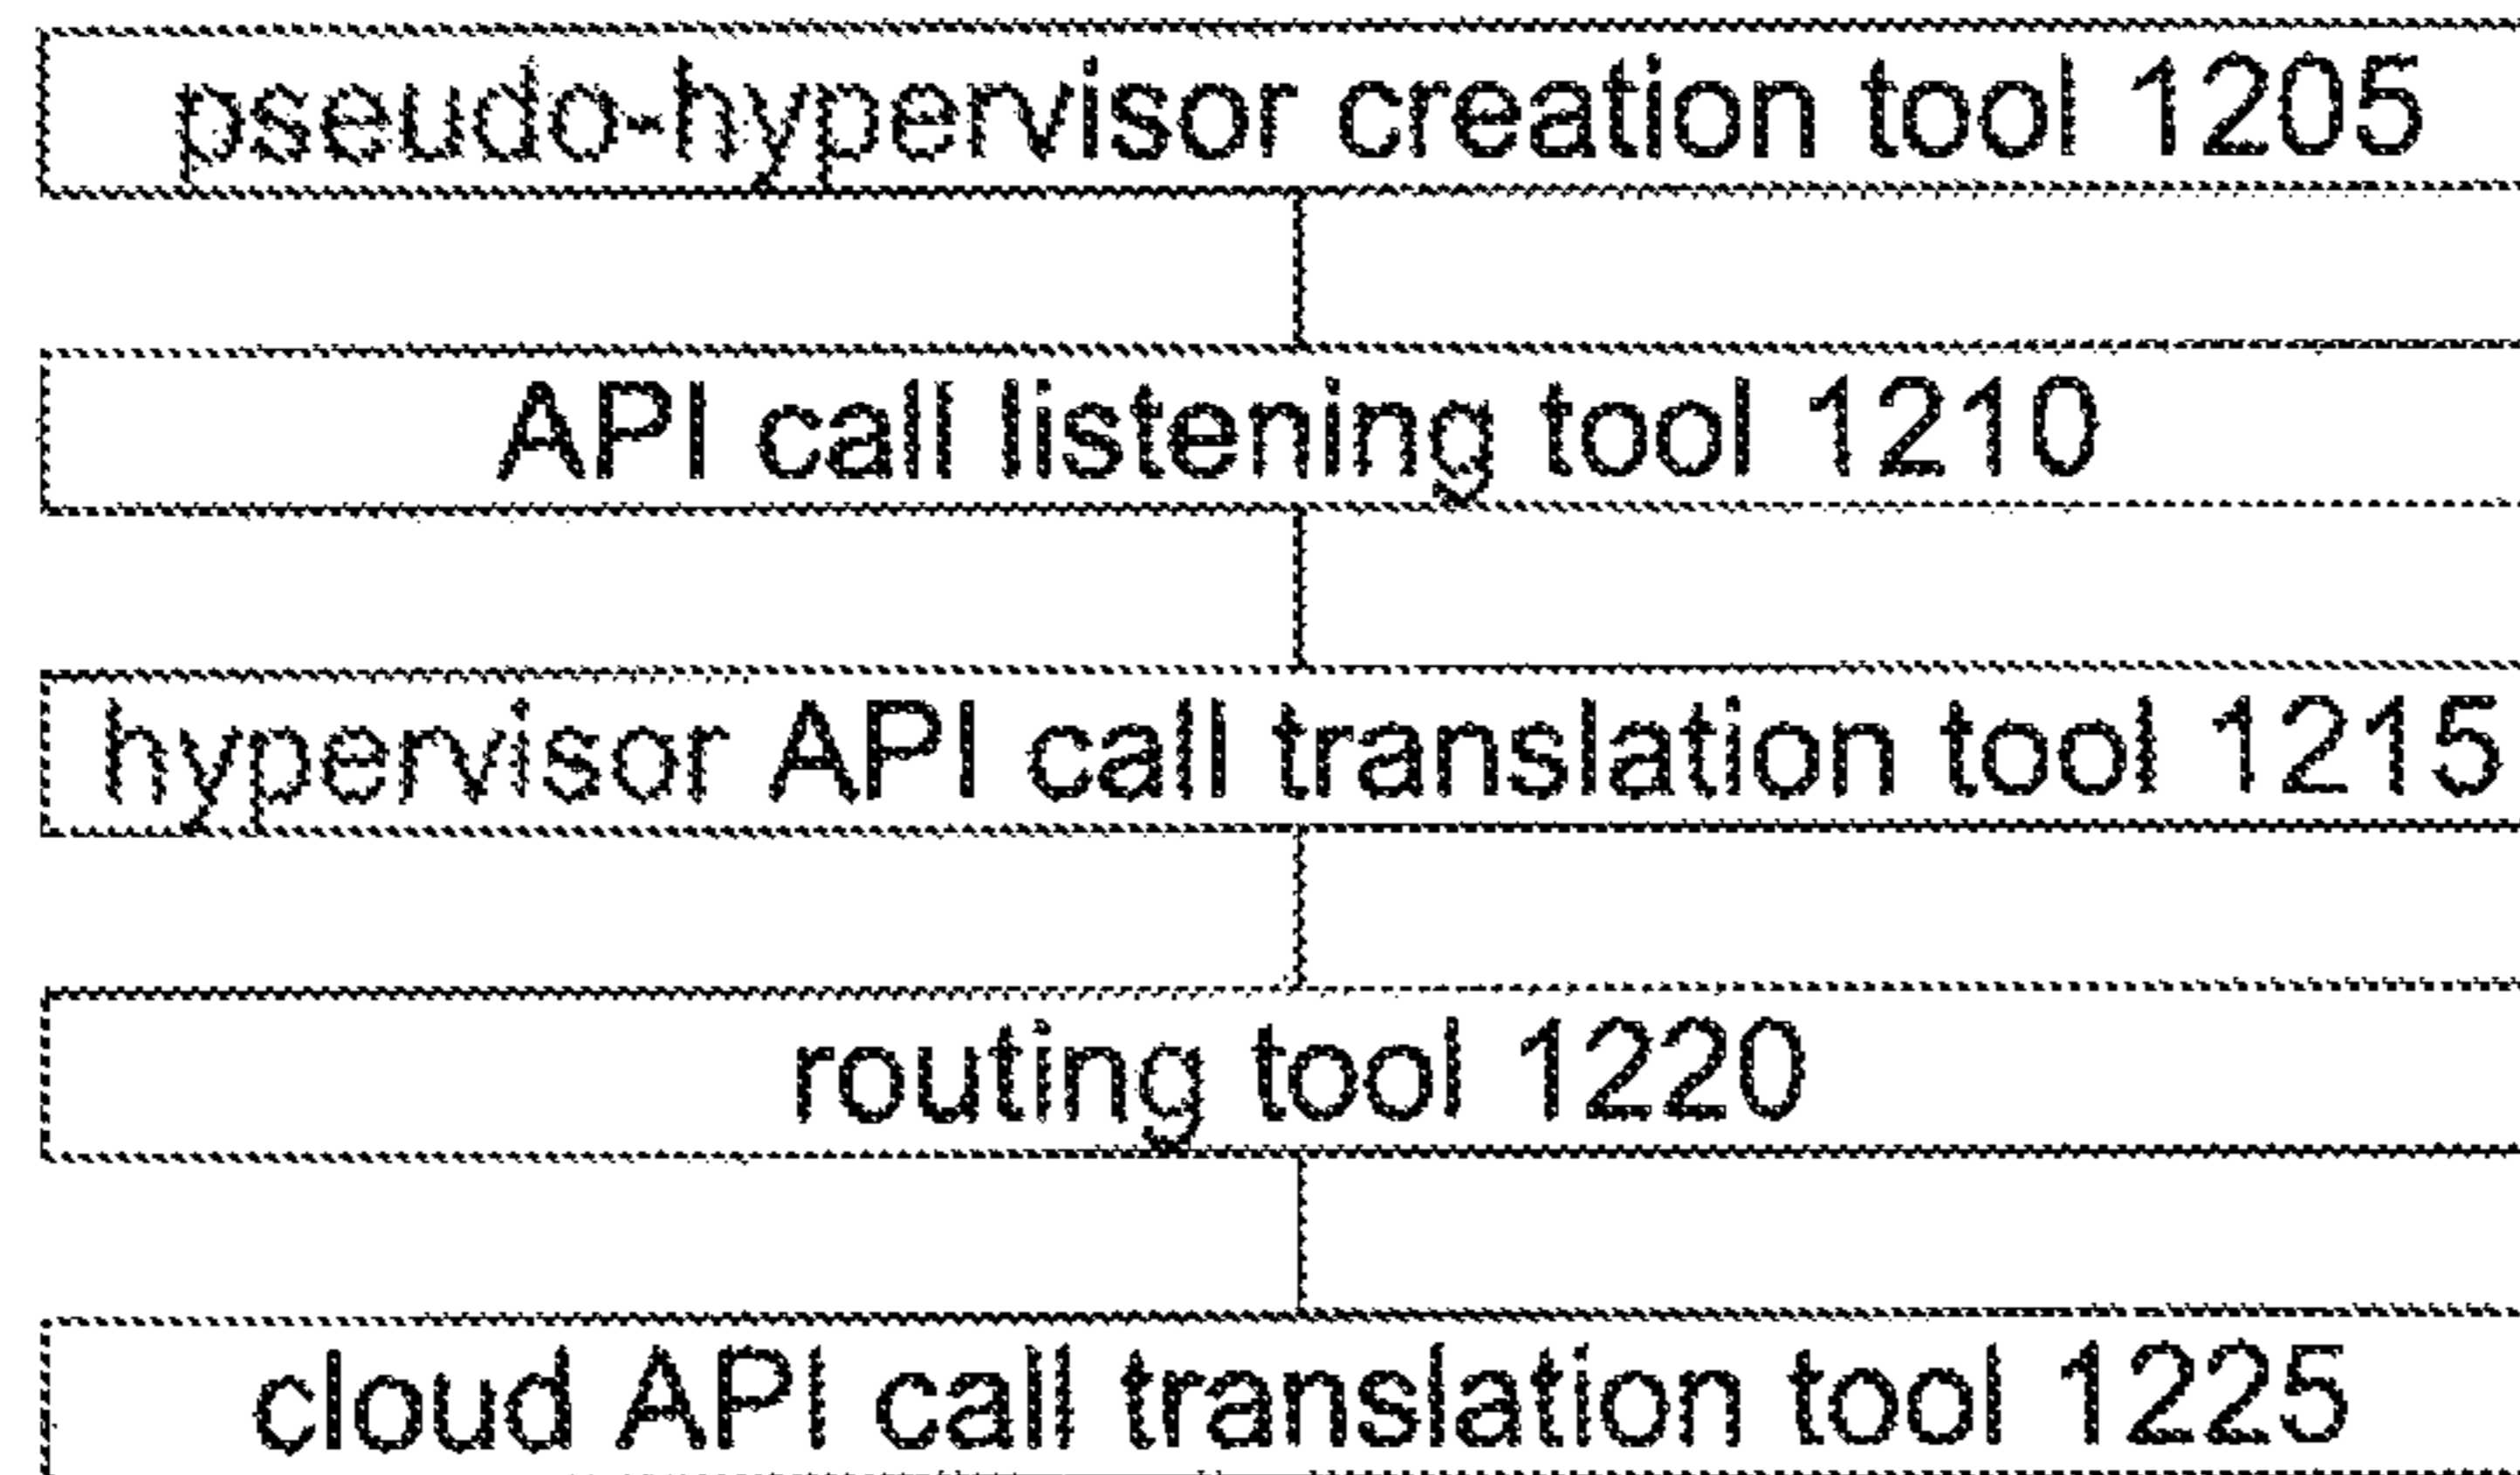 pseudo-hypervisor creation tool 1205
API call listening tool 1210
hypervisor API call translation tool 1215
routing tool 1220
cloud API call translation tool 1225